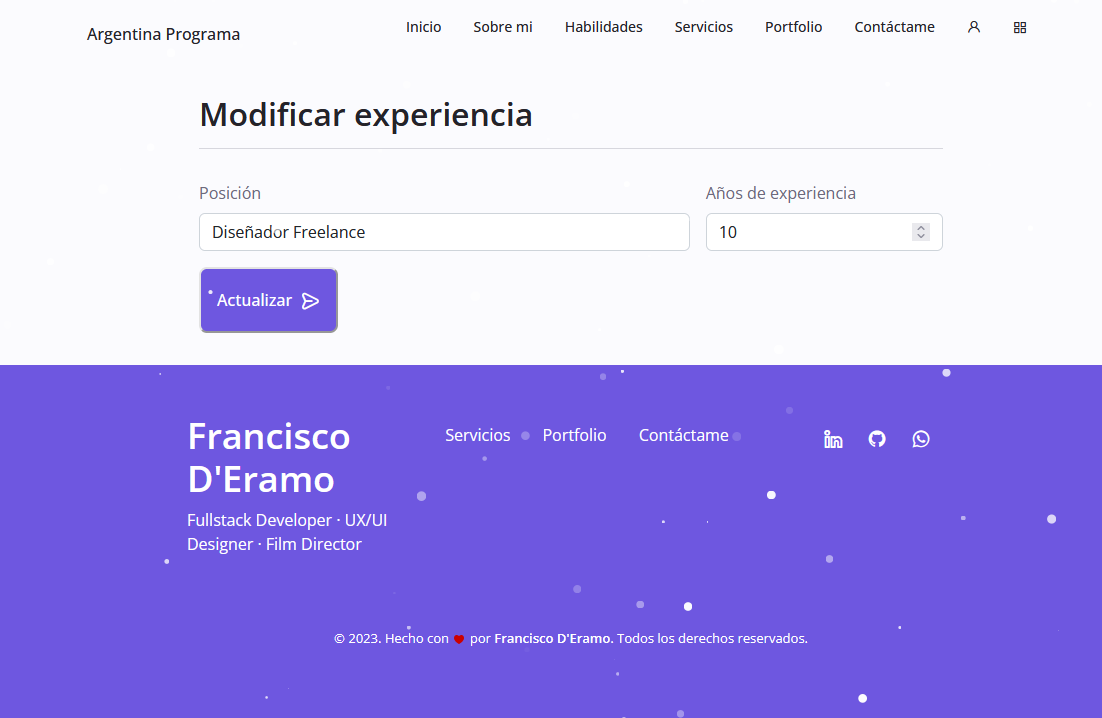 Argentina Programa
Inicio Sobre mi Habilidades Servicios Portfolio Contáctame
Modificar experiencia
Posición
Años de experiencia
Diseñador Freelance
10
Actualizar
Francisco
D'Eramo
Fullstack Developer · UX/UI
Designer · Film Director
Servicios Portfolio Contáctame
© 2023. Hecho con ❤ por Francisco D'Eramo. Todos los derechos reservados.